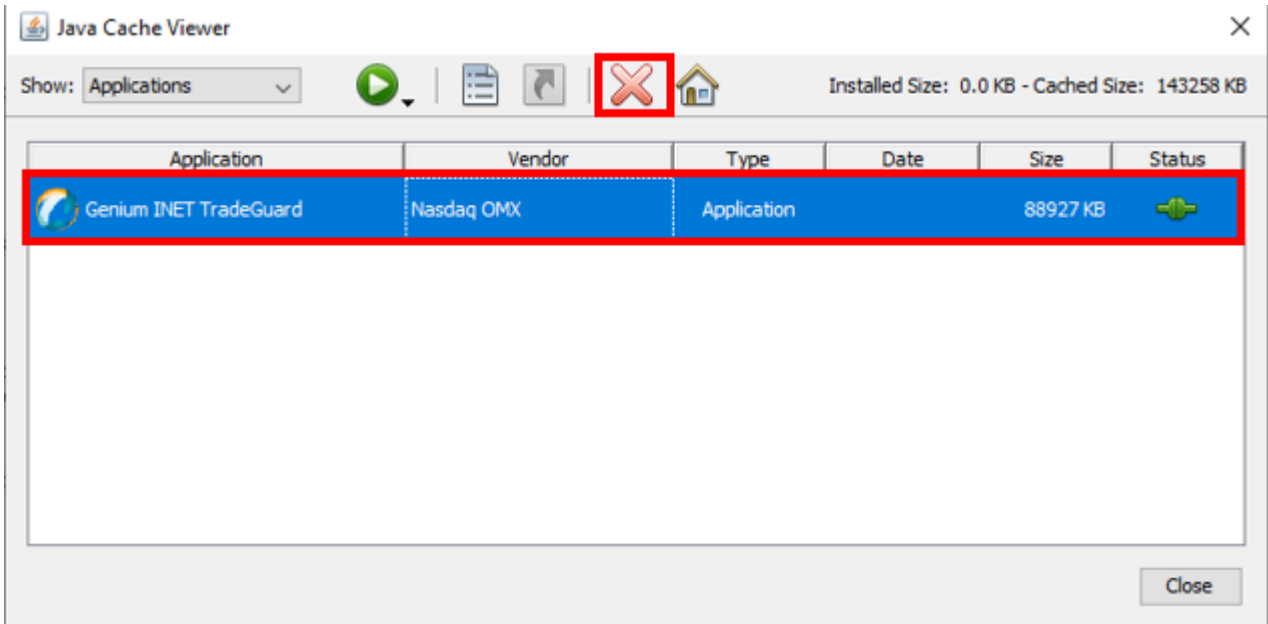 Java Cache Viewer
Show: Applications Installed Size: 0.0 KB - Cached Size: 143258 KB
Application Vendor Type Date Size Status
Genium INET TradeGuard Nasdaq OMX Application 88927 KB
Close